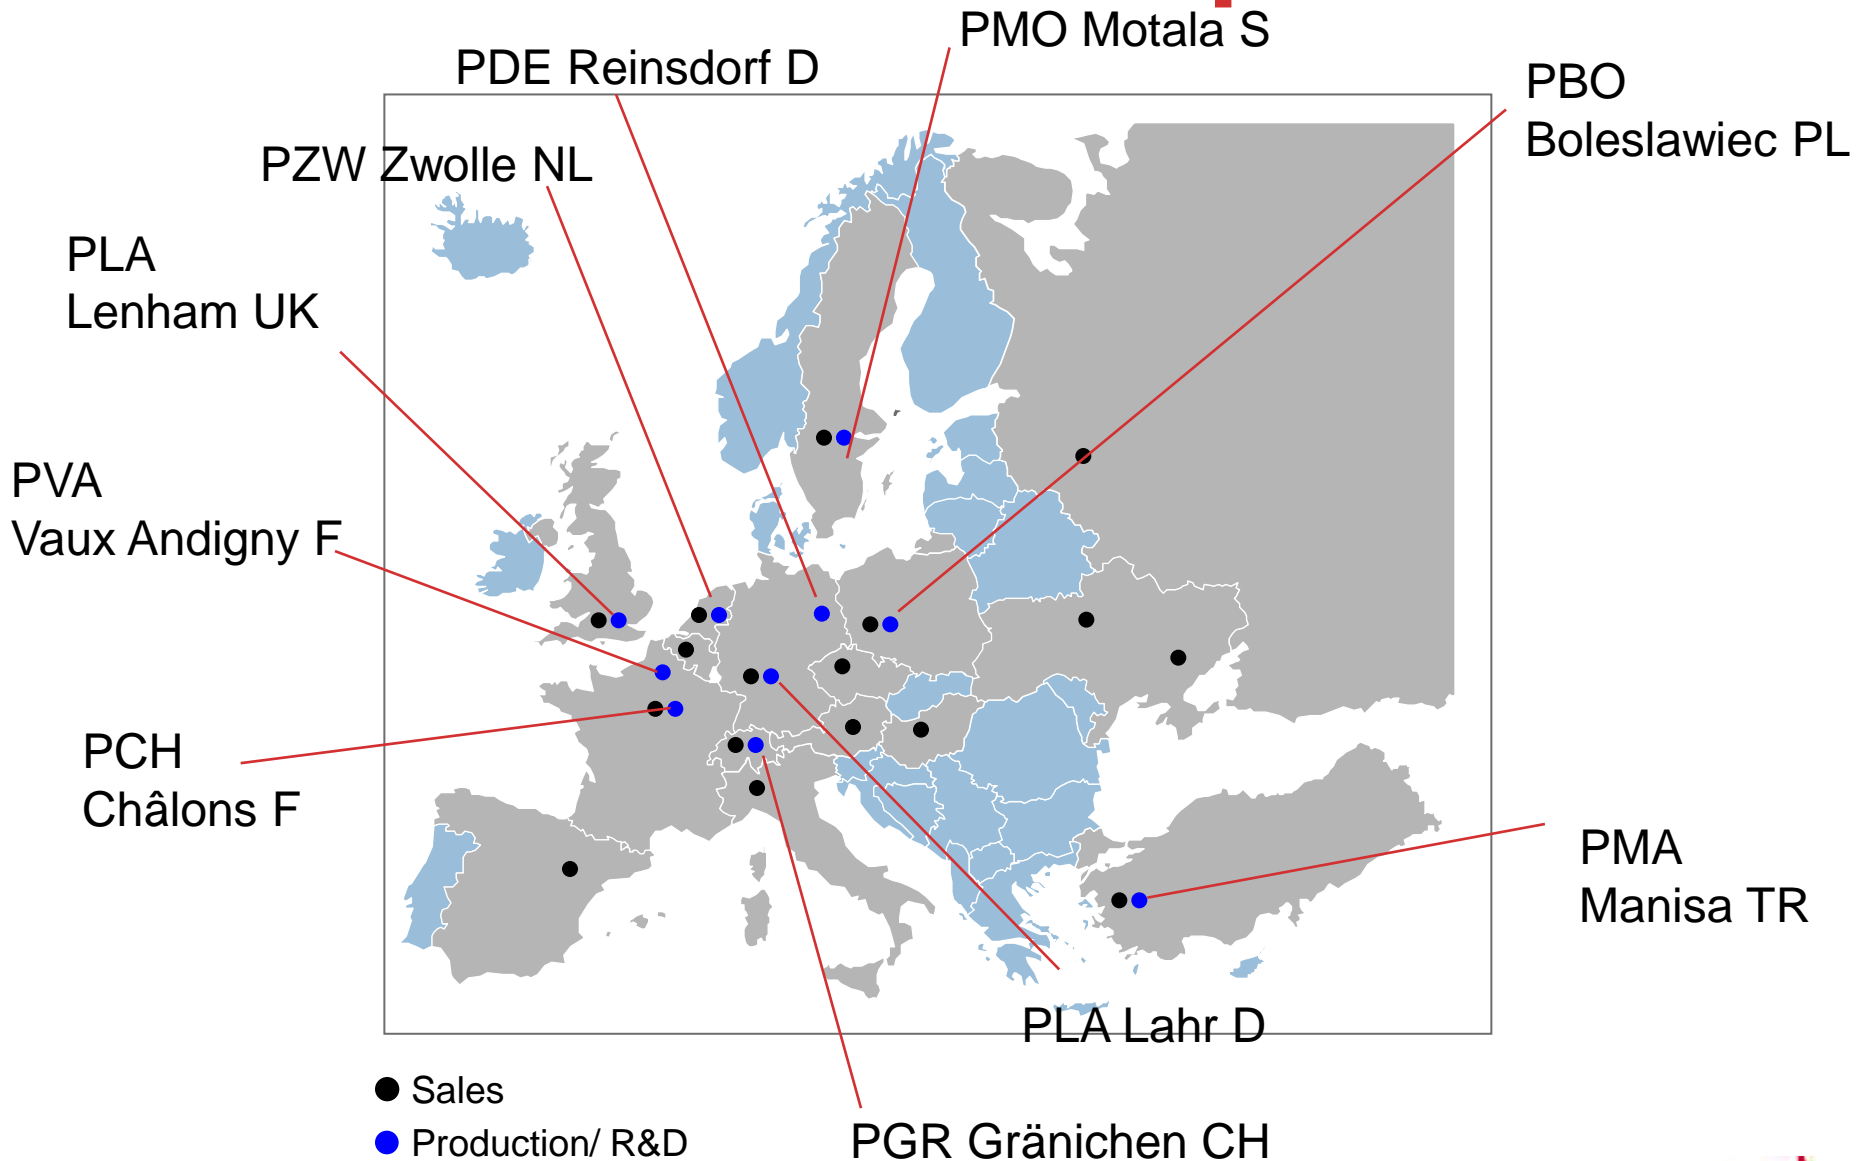 PMO Motala S
PDE Reinsdorf D
PBO
Boleslawiec PL
PZW Zwolle NL
PLA
Lenham UK
PVA
Vaux Andigny F
PCH
Châlons F
PMA
Manisa TR
PLA Lahr D
Sales
Production/ R&D
PGR Gränichen CH